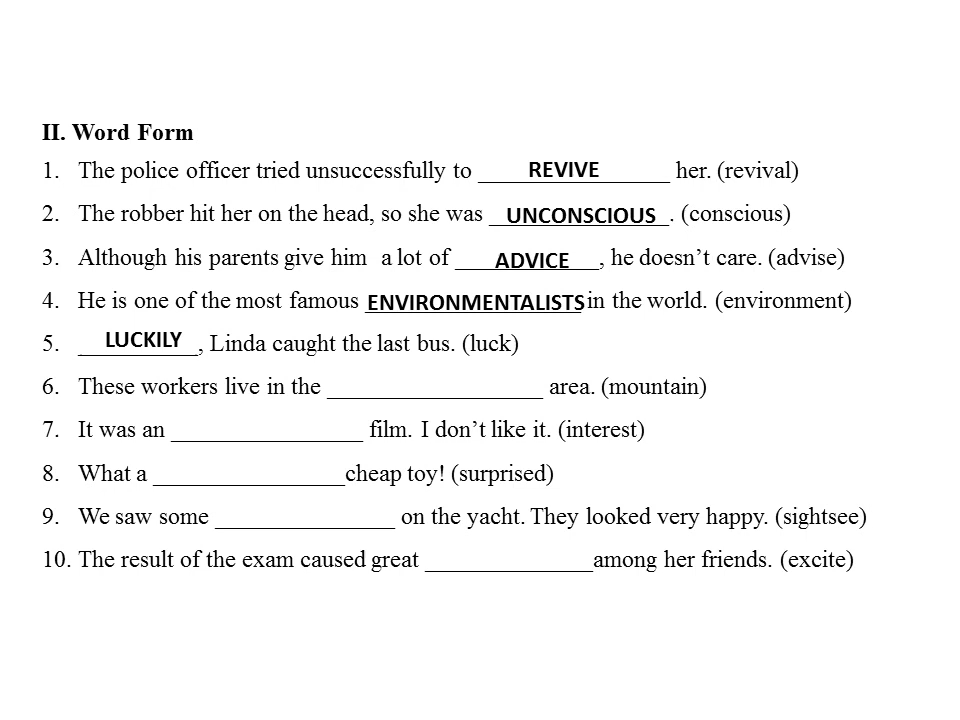 II. Word Form
1. The police officer tried unsuccessfully to ________________ REVIVE her. (revival)
2. The robber hit her on the head, so she was _______________ UNCONSCIOUS. (conscious)
3. Although his parents give him a lot of ____________ ADVICE, he doesn’t care. (advise)
4. He is one of the most famous __________________ ENVIRONMENTALISTS in the world. (environment)
5. __________ LUCKILY, Linda caught the last bus. (luck)
6. These workers live in the __________________ area. (mountain)
7. It was an ________________ film. I don’t like it. (interest)
8. What a ________________cheap toy! (surprised)
9. We saw some _______________ on the yacht. They looked very happy. (sightsee)
10. The result of the exam caused great ______________among her friends. (excite)